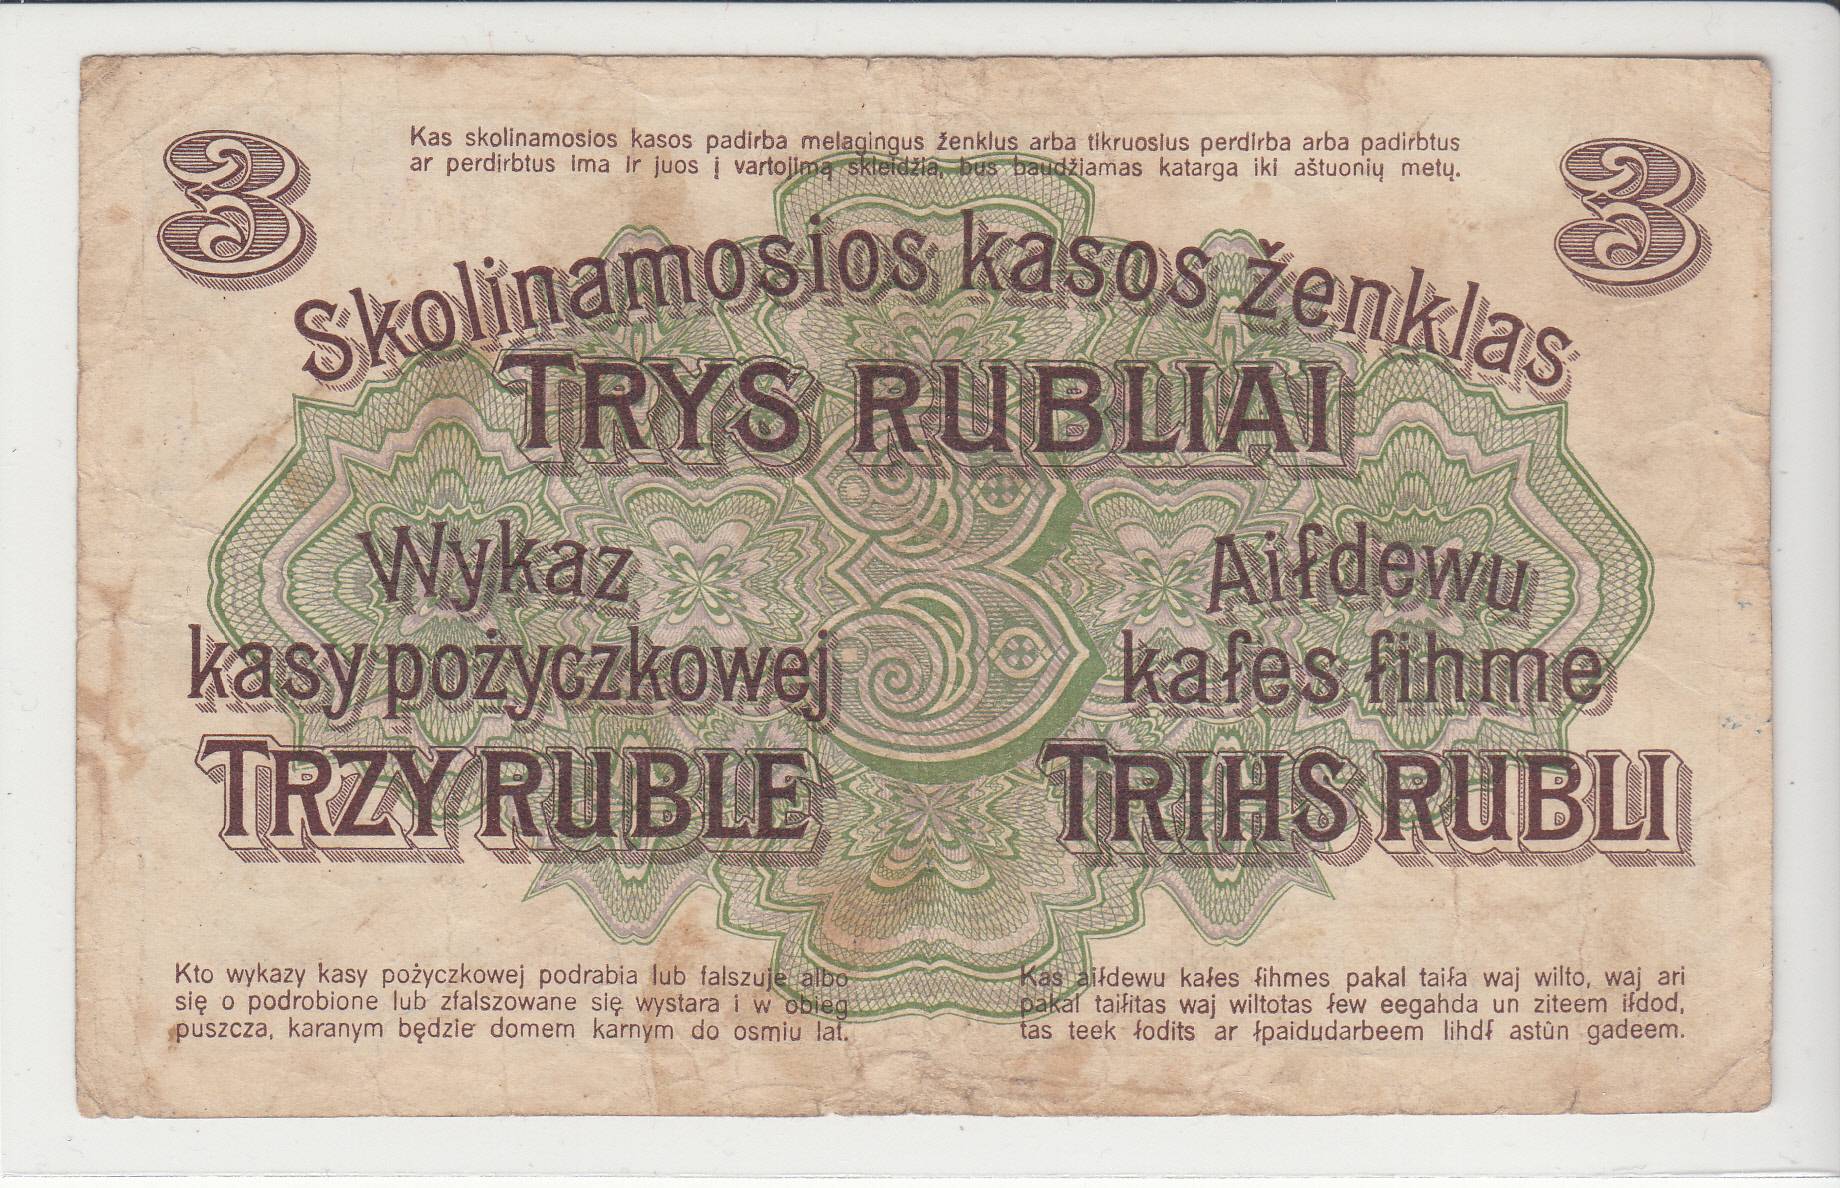 3
3
Kas skolinamosios kasos padirba melagingus ženklus arba tikruosius perdirba arba padirbtus
ar perdirbtus ima ir juos į vartojimą skleidžia, bus baudžiamas katarga iki aštuonių metų.
Skolinamosios kasos ženklas
TRYS RUBLIAI
3
Wykaz
kasy pożyczkowej
TRZY RUBLE
Aiſdewu
kaſes ſihme
TRIHS RUBLI
Kto wykazy kasy pożyczkowej podrabia lub falszuje albo
się o podrobione lub zfalszowane się wystara i w obieg
puszcza, karanym będzie domem karnym do osmiu lat.
Kas aiſdewu kaſes ſihmes pakal taiſa waj wilto, waj ari
pakal taiſitas waj wiltotas ſew eegahda un ziteem iſdod,
tas teek ſodits ar ſpaidudarbeem lihdſ astûn gadeem.